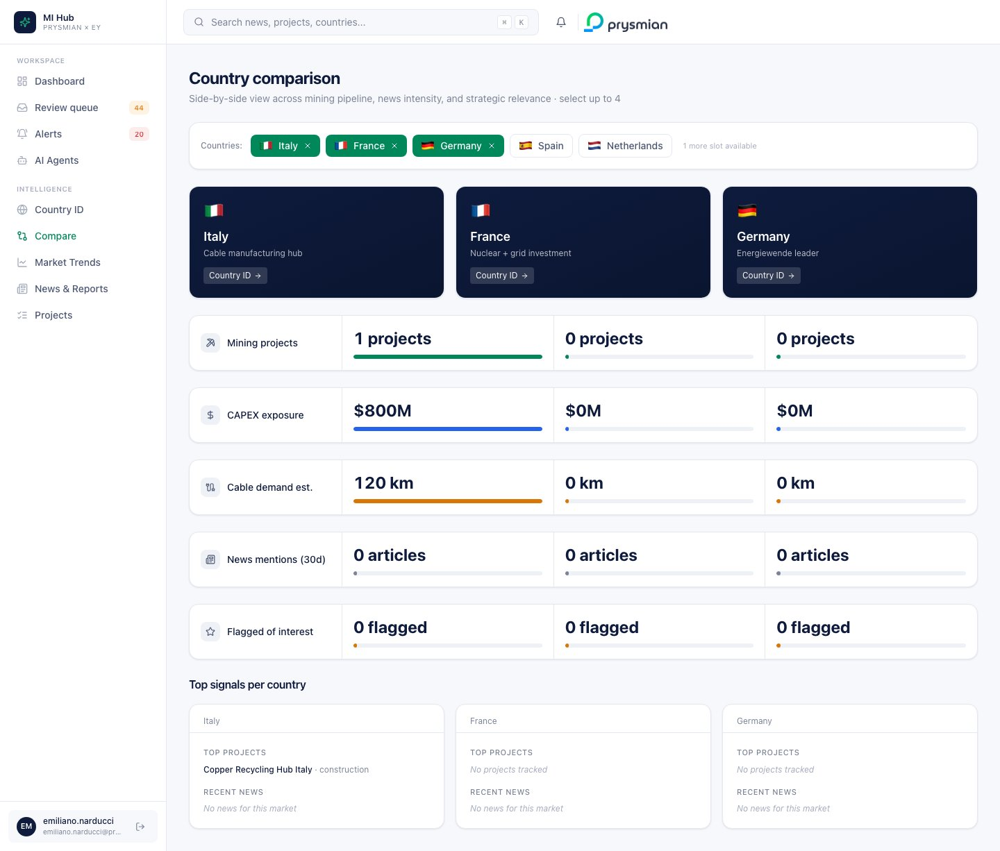 MI Hub
PRYSMIAN × EY
Search news, projects, countries...
⌘ K
prysmian
WORKSPACE
Dashboard
Review queue 44
Alerts 20
AI Agents
INTELLIGENCE
Country ID
Compare
Market Trends
News & Reports
Projects
EM
emiliano.narducci
emiliano.narducci@pr...
Country comparison
Side-by-side view across mining pipeline, news intensity, and strategic relevance · select up to 4
Countries: Italy × France × Germany × Spain Netherlands 1 more slot available
Italy
Cable manufacturing hub
Country ID →
France
Nuclear + grid investment
Country ID →
Germany
Energiewende leader
Country ID →
Mining projects 1 projects 0 projects 0 projects
CAPEX exposure $800M $0M $0M
Cable demand est. 120 km 0 km 0 km
News mentions (30d) 0 articles 0 articles 0 articles
Flagged of interest 0 flagged 0 flagged 0 flagged
Top signals per country
Italy
TOP PROJECTS
Copper Recycling Hub Italy · construction
RECENT NEWS
No news for this market
France
TOP PROJECTS
No projects tracked
RECENT NEWS
No news for this market
Germany
TOP PROJECTS
No projects tracked
RECENT NEWS
No news for this market